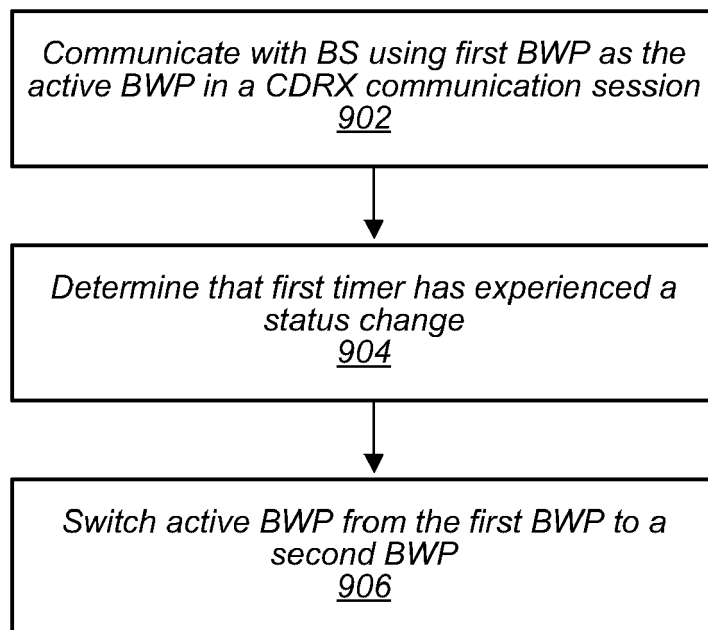 Communicate with BS using first BWP as the
active BWP in a CDRX communication session
902
Determine that first timer has experienced a
status change
904
Switch active BWP from the first BWP to a
second BWP
906